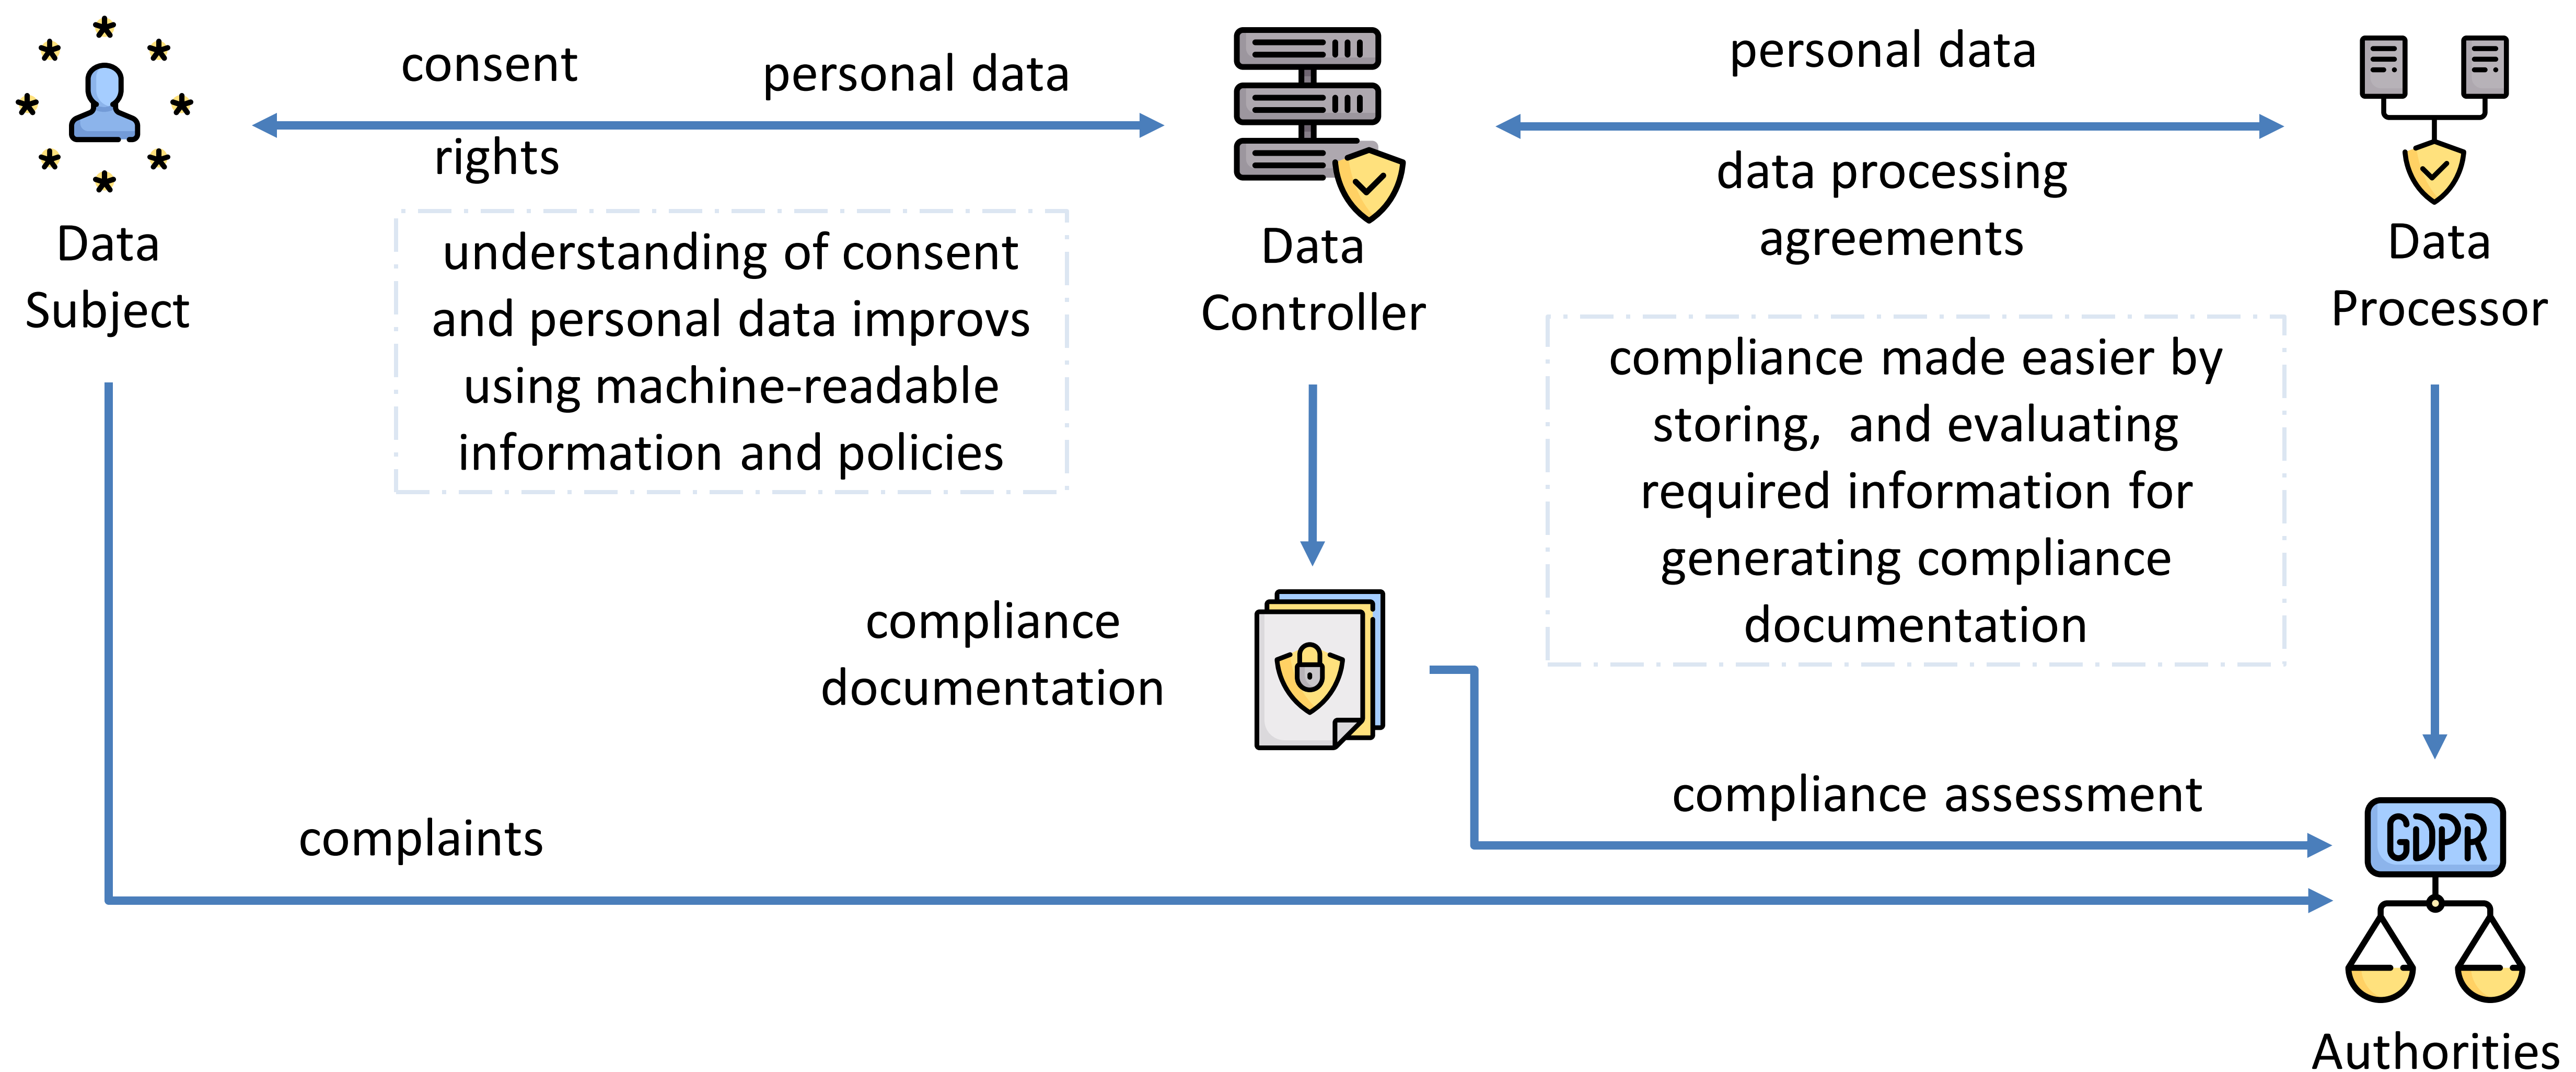 consent
personal data
rights
personal data
data processing
agreements
Data
Subject
Data
Controller
Data
Processor
understanding of consent
and personal data improvs
using machine-readable
information and policies
compliance made easier by
storing,  and evaluating
required information for
generating compliance
documentation
compliance
documentation
compliance assessment
complaints
GDPR
Authorities